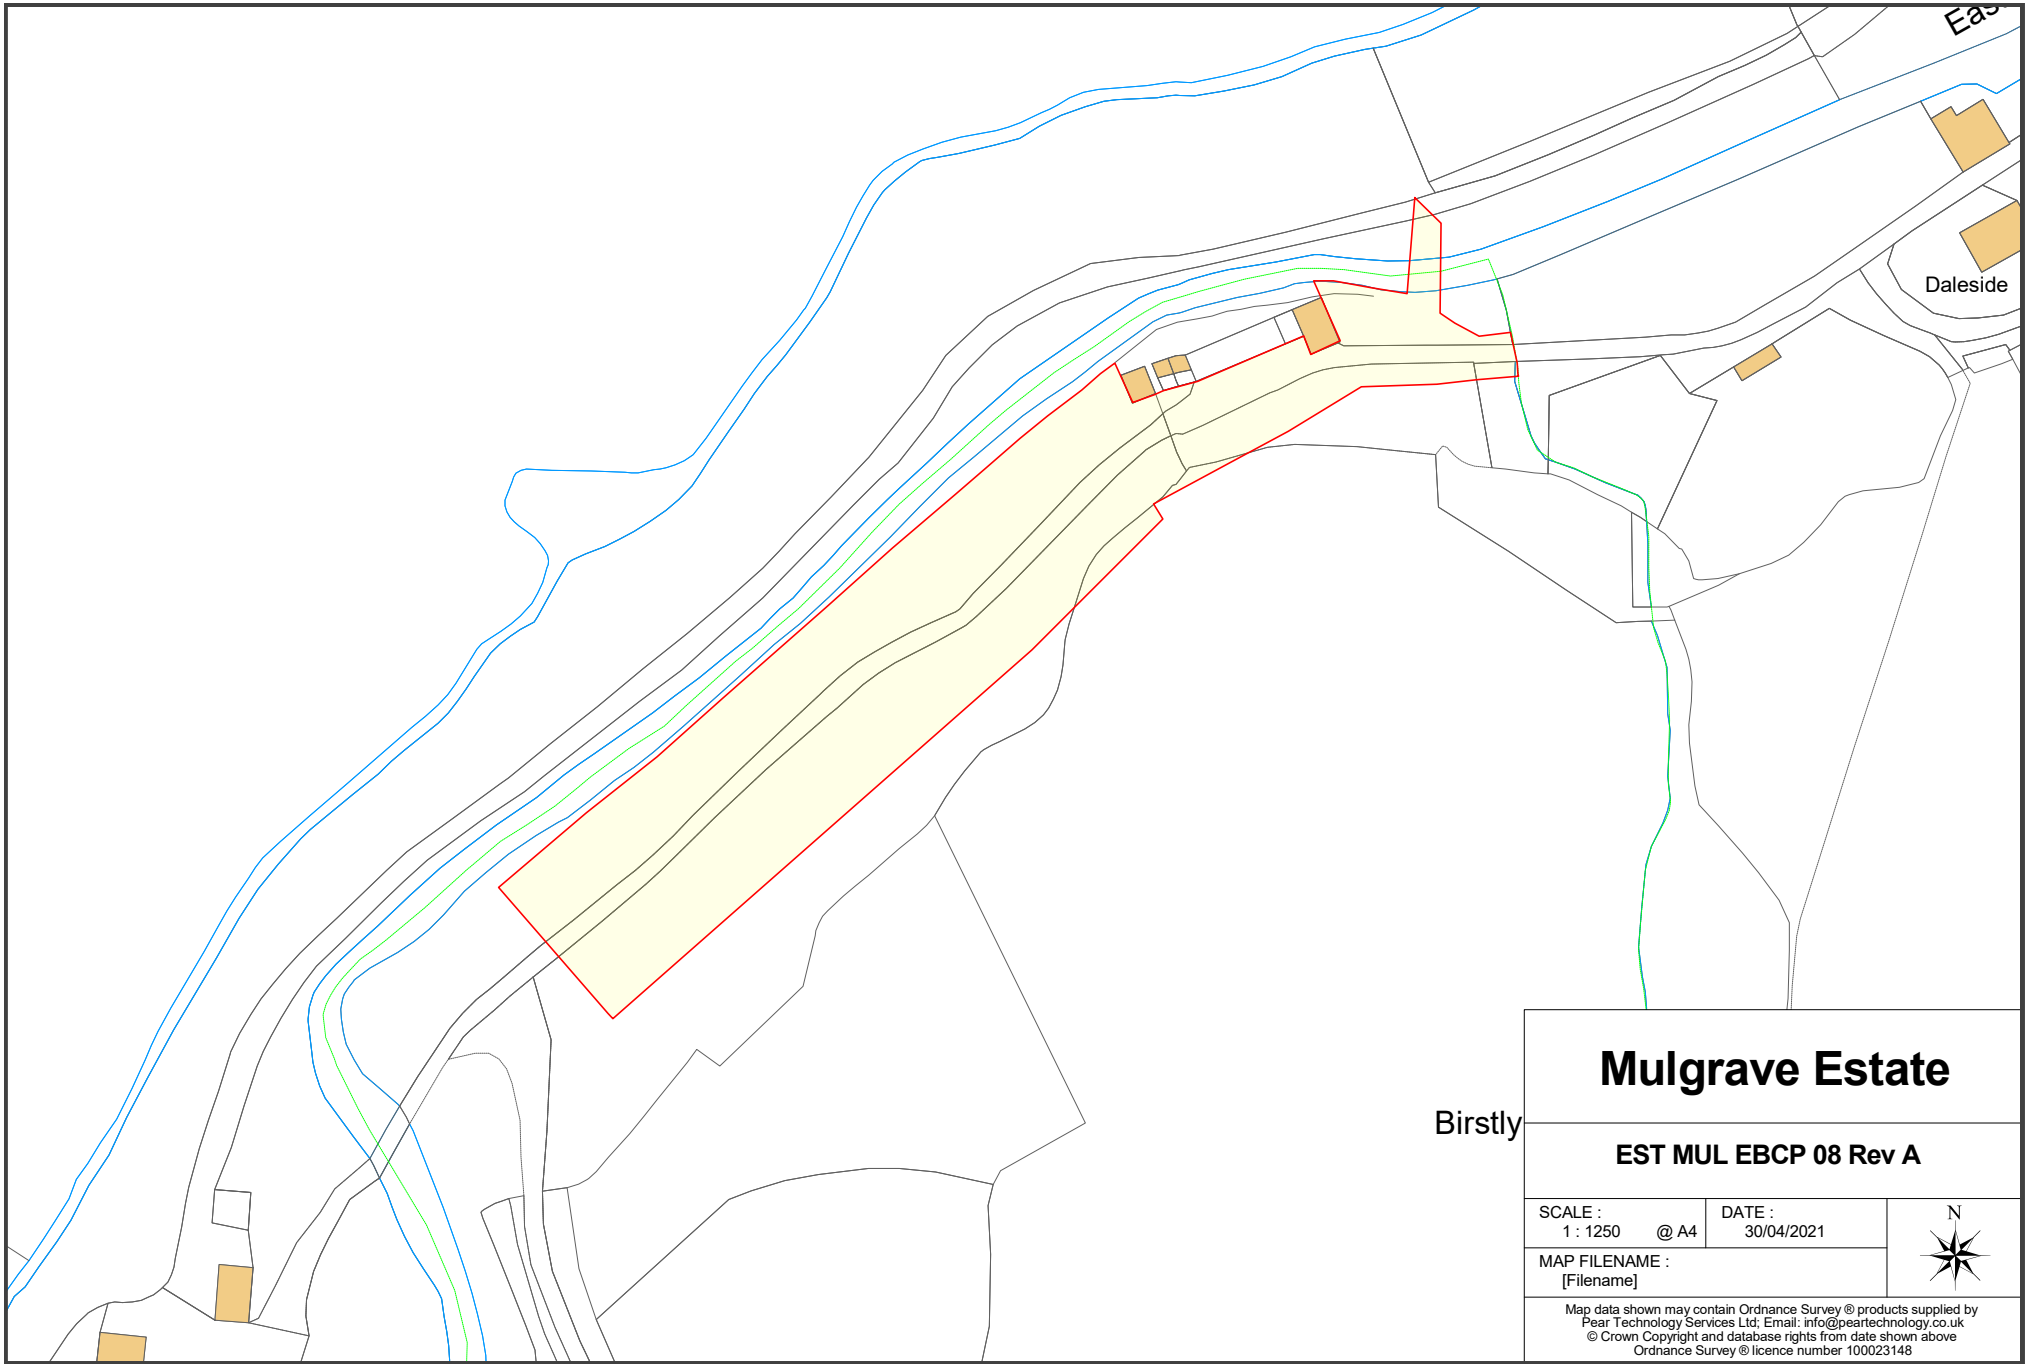 Daleside
Birstly
Mulgrave Estate
EST MUL EBCP 08 Rev A
SCALE :
1 : 1250 @ A4
DATE :
30/04/2021
N
MAP FILENAME :
[Filename]
Map data shown may contain Ordnance Survey ® products supplied by
Pear Technology Services Ltd; Email: info@peartechnology.co.uk
© Crown Copyright and database rights from date shown above
Ordnance Survey ® licence number 100023148